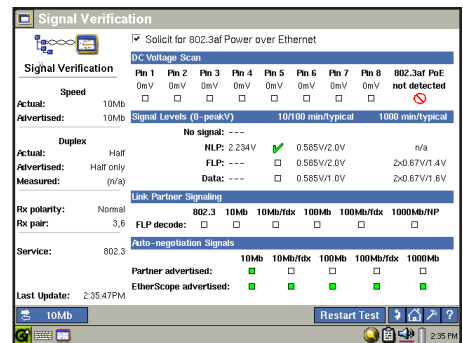 Signal Verification
Solicit for 802.3af Power over Ethernet
Signal Verification
Speed
Actual: 10Mb
Advertised: 10Mb
Duplex
Actual: Half
Advertised: Half only
Measured: (n/a)
Rx polarity: Normal
Rx pair: 3,6
Service: 802.3
Last Update: 2:35:47PM
DC Voltage Scan
Pin 1 Pin 2 Pin 3 Pin 4 Pin 5 Pin 6 Pin 7 Pin 8 802.3af PoE
0mV 0mV 0mV 0mV 0mV 0mV 0mV 0mV not detected
Signal Levels (0-peakV) 10/100 min/typical 1000 min/typical
No signal: ---
NLP: 2.234V 0.585V/2.0V n/a
FLP: --- 0.585V/2.0V 2x0.67V/1.4V
Data: --- 0.585V/1.0V 2x0.67V/1.6V
Link Partner Signaling
802.3 10Mb 10Mb/fdx 100Mb 100Mb/fdx 1000Mb/NP
FLP decode:
Auto-negotiation Signals
10Mb 10Mb/fdx 100Mb 100Mb/fdx 1000Mb
Partner advertised:
EtherScope advertised:
10Mb
Restart Test
?
2:35 PM